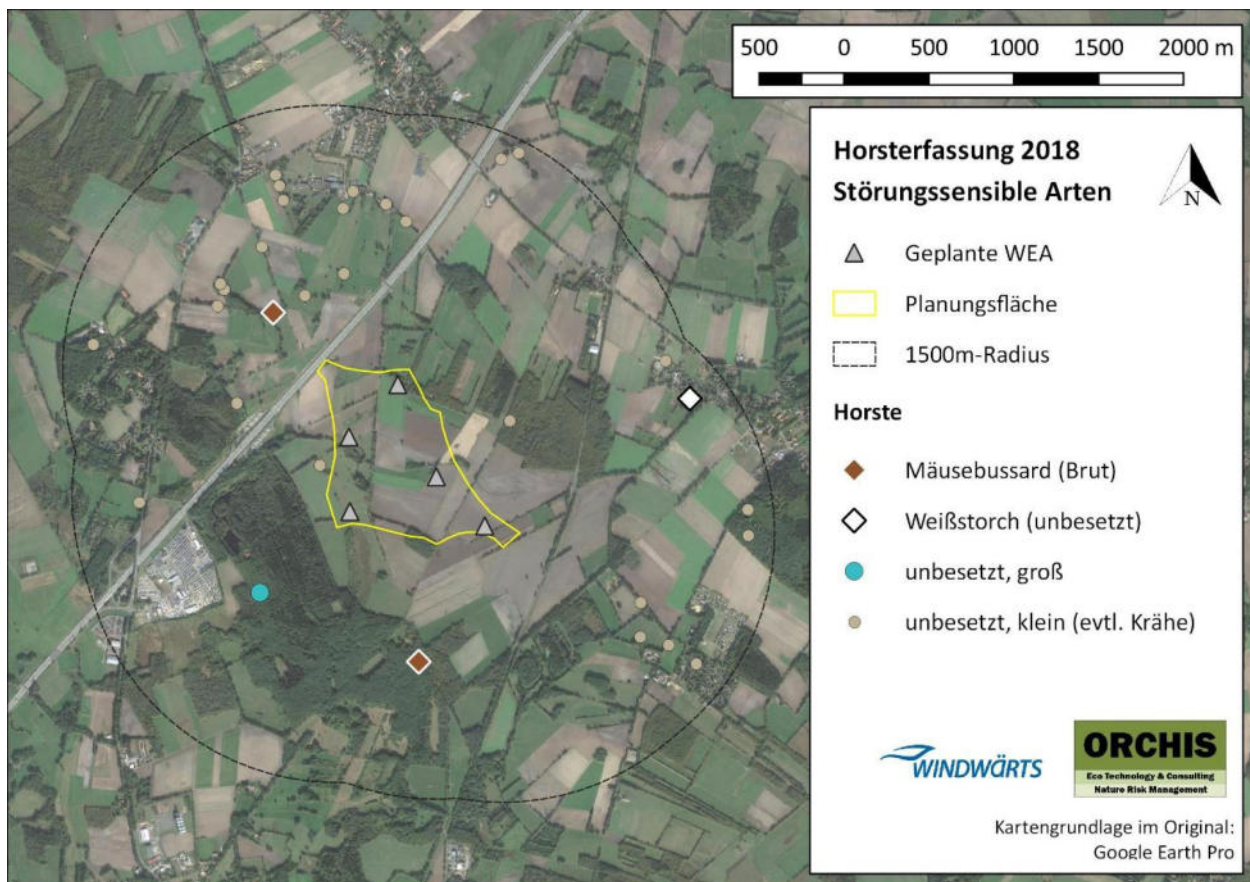 500 0 500 1000 1500 2000 m
Horsterfassung 2018
Störungssensible Arten
N
Geplante WEA
Planungsfläche
1500m-Radius
Horste
Mäusebussard (Brut)
Weißstorch (unbesetzt)
unbesetzt, groß
unbesetzt, klein (evtl. Krähe)
WINDWÄRTS
ORCHIS
Eco Technology & Consulting
Nature Risk Management
Kartengrundlage im Original:
Google Earth Pro